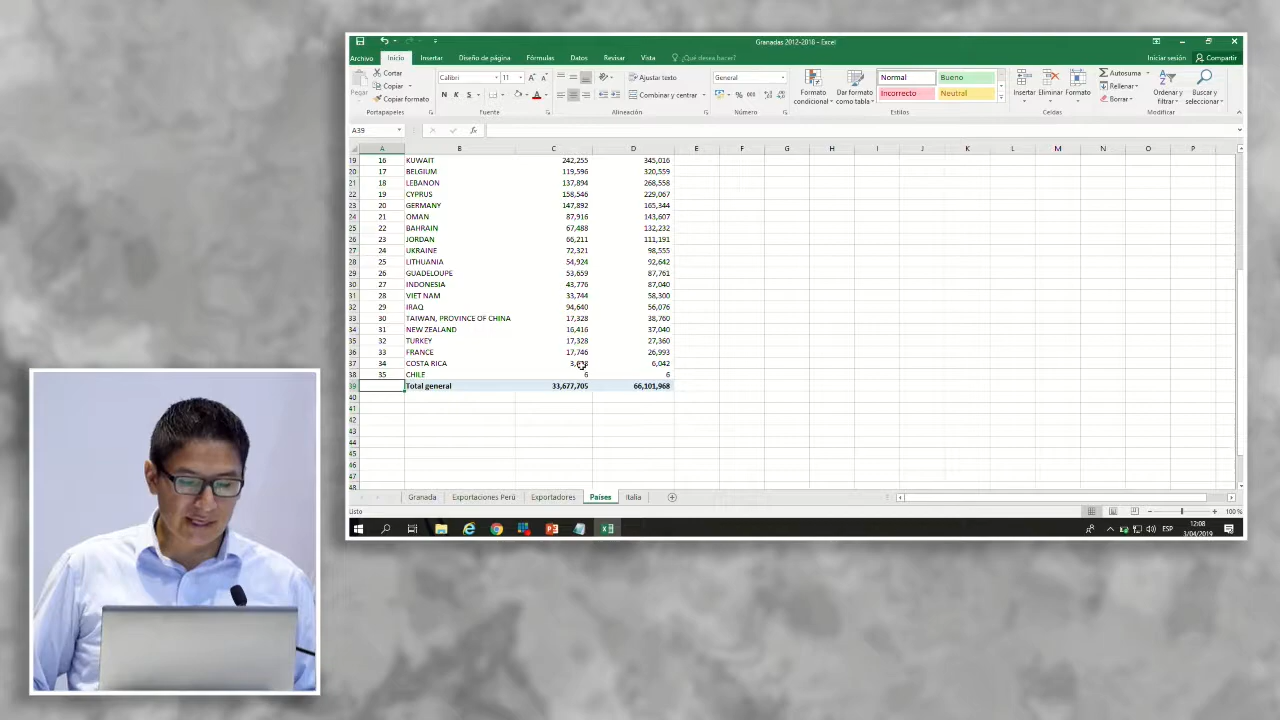 Granadas 2012-2018 - Excel
Archivo Inicio Insertar Diseño de página Fórmulas Datos Revisar Vista ¿Qué desea hacer? Iniciar sesión Compartir
Pegar
Cortar
Copiar
Copiar formato
Portapapeles
Calibri 11
N K S
Fuente
Ajustar texto
Combinar y centrar
Alineación
General
Número
Formato condicional
Dar formato como tabla
Normal Bueno
Incorrecto Neutral
Estilos
Insertar Eliminar Formato
Celdas
Autosuma
Rellenar
Borrar
Ordenar y filtrar
Buscar y seleccionar
A39
A B C D E F G H I J K L M N O P
19 16 KUWAIT 242,255 345,016
20 17 BELGIUM 119,596 320,559
21 18 LEBANON 137,894 268,558
22 19 CYPRUS 158,546 229,067
23 20 GERMANY 147,892 165,344
24 21 OMAN 87,916 143,607
25 22 BAHRAIN 67,488 132,232
26 23 JORDAN 66,211 111,191
27 24 UKRAINE 72,321 98,555
28 25 LITHUANIA 54,924 92,642
29 26 GUADELOUPE 53,659 87,761
30 27 INDONESIA 43,776 87,040
31 28 VIET NAM 33,744 58,300
32 29 IRAQ 94,640 56,076
33 30 TAIWAN, PROVINCE OF CHINA 17,328 38,760
34 31 NEW ZEALAND 16,416 37,040
35 32 TURKEY 17,328 27,360
36 33 FRANCE 17,746 26,993
37 34 COSTA RICA 6,042
38 35 CHILE 6 6
39 Total general 33,677,705 66,101,968
40
41
42
43
44
45
46
47
48
Granada Exportaciones Perú Exportadores Países Italia
Listo 100 %
ESP 12:08
3/04/2019